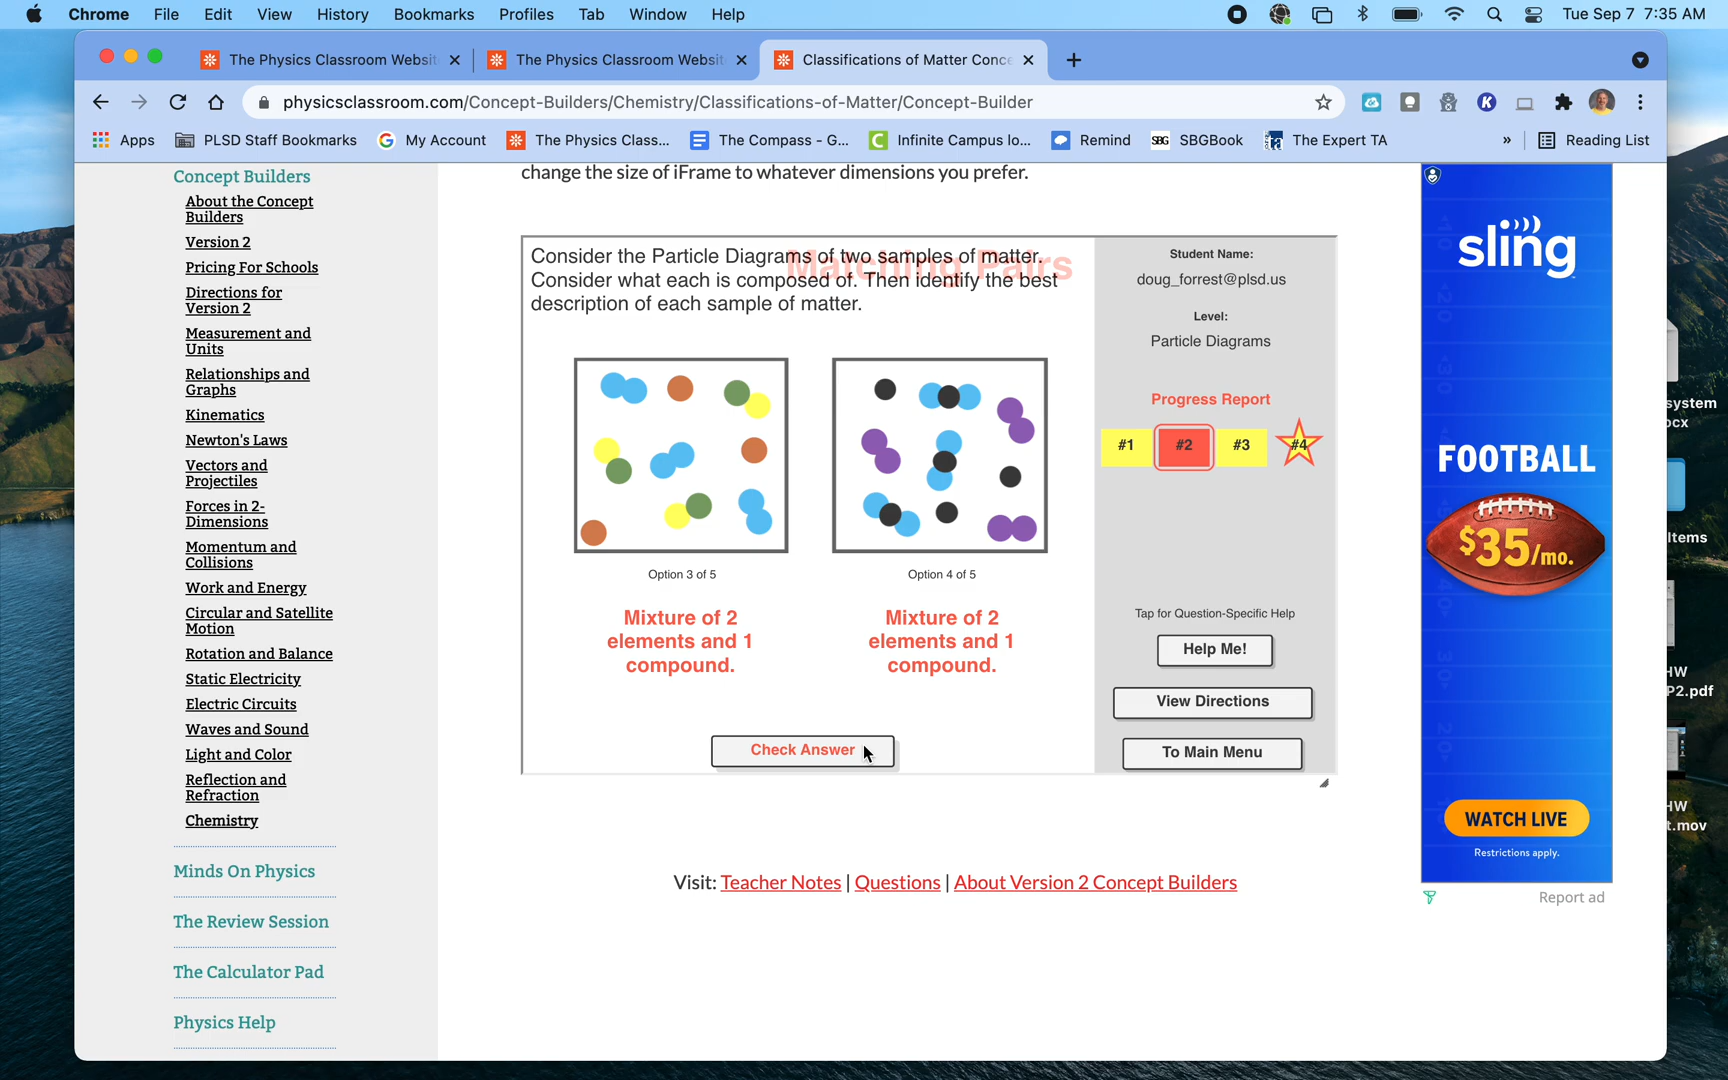 Chrome File Edit View History Bookmarks Profiles Tab Window Help Tue Sep 7 7:35 AM
The Physics Classroom Websit The Physics Classroom Websit Classifications of Matter Conce
physicsclassroom.com/Concept-Builders/Chemistry/Classifications-of-Matter/Concept-Builder
Apps PLSD Staff Bookmarks My Account The Physics Class... The Compass - G... Infinite Campus lo... Remind SBG SBGBook The Expert TA » Reading List
Concept Builders
About the Concept
Builders
Version 2
Pricing For Schools
Directions for
Version 2
Measurement and
Units
Relationships and
Graphs
Kinematics
Newton's Laws
Vectors and
Projectiles
Forces in 2-
Dimensions
Momentum and
Collisions
Work and Energy
Circular and Satellite
Motion
Rotation and Balance
Static Electricity
Electric Circuits
Waves and Sound
Light and Color
Reflection and
Refraction
Chemistry
Minds On Physics
The Review Session
The Calculator Pad
Physics Help
change the size of iFrame to whatever dimensions you prefer.
Matching Pairs
Consider the Particle Diagrams of two samples of matter.
Consider what each is composed of. Then identify the best
description of each sample of matter.
Option 3 of 5
Mixture of 2
elements and 1
compound.
Option 4 of 5
Mixture of 2
elements and 1
compound.
Check Answer
Student Name:
doug_forrest@plsd.us
Level:
Particle Diagrams
Progress Report
#1 #2 #3 #4
Tap for Question-Specific Help
Help Me!
View Directions
To Main Menu
Visit: Teacher Notes | Questions | About Version 2 Concept Builders
sling
FOOTBALL
$35/mo.
WATCH LIVE
Restrictions apply.
Report ad
system
ocx
Items
HW
P2.pdf
HW
t.mov